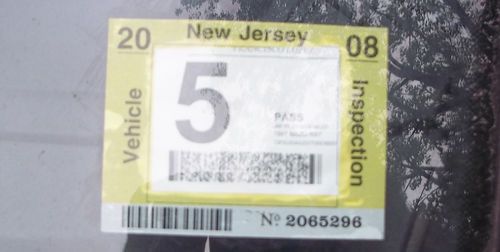 20 New Jersey 08
Vehicle
5
Inspection
PASS
Nº 2065296